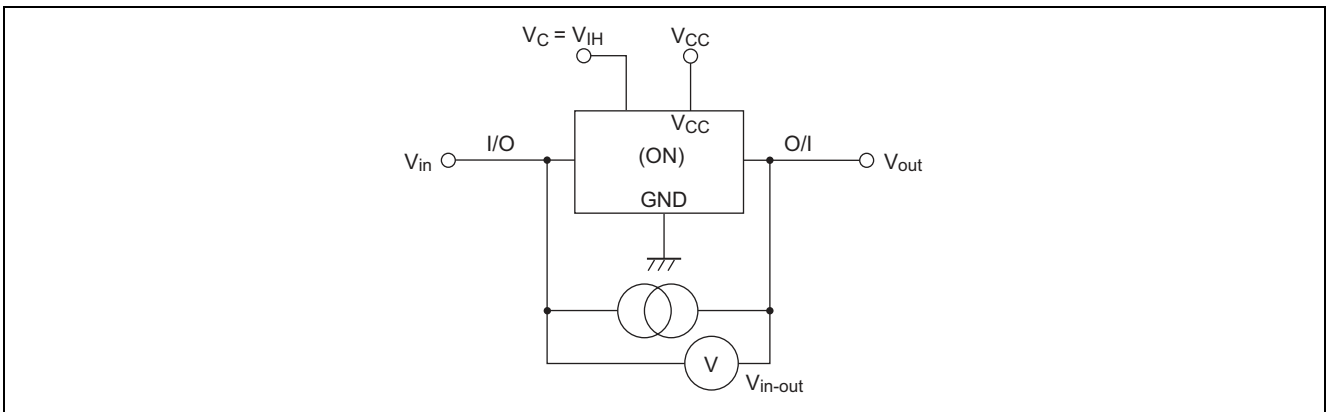 V_C = V_IH
V_CC
V_CC
I/O
(ON)
O/I
V_in
V_out
GND
V
V_in-out